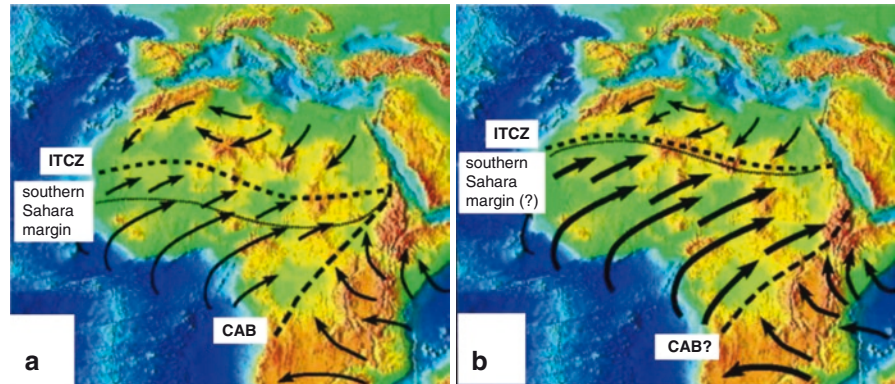 ITCZ
southern
Sahara
margin
CAB
a
ITCZ
southern
Sahara
margin (?)
CAB?
b